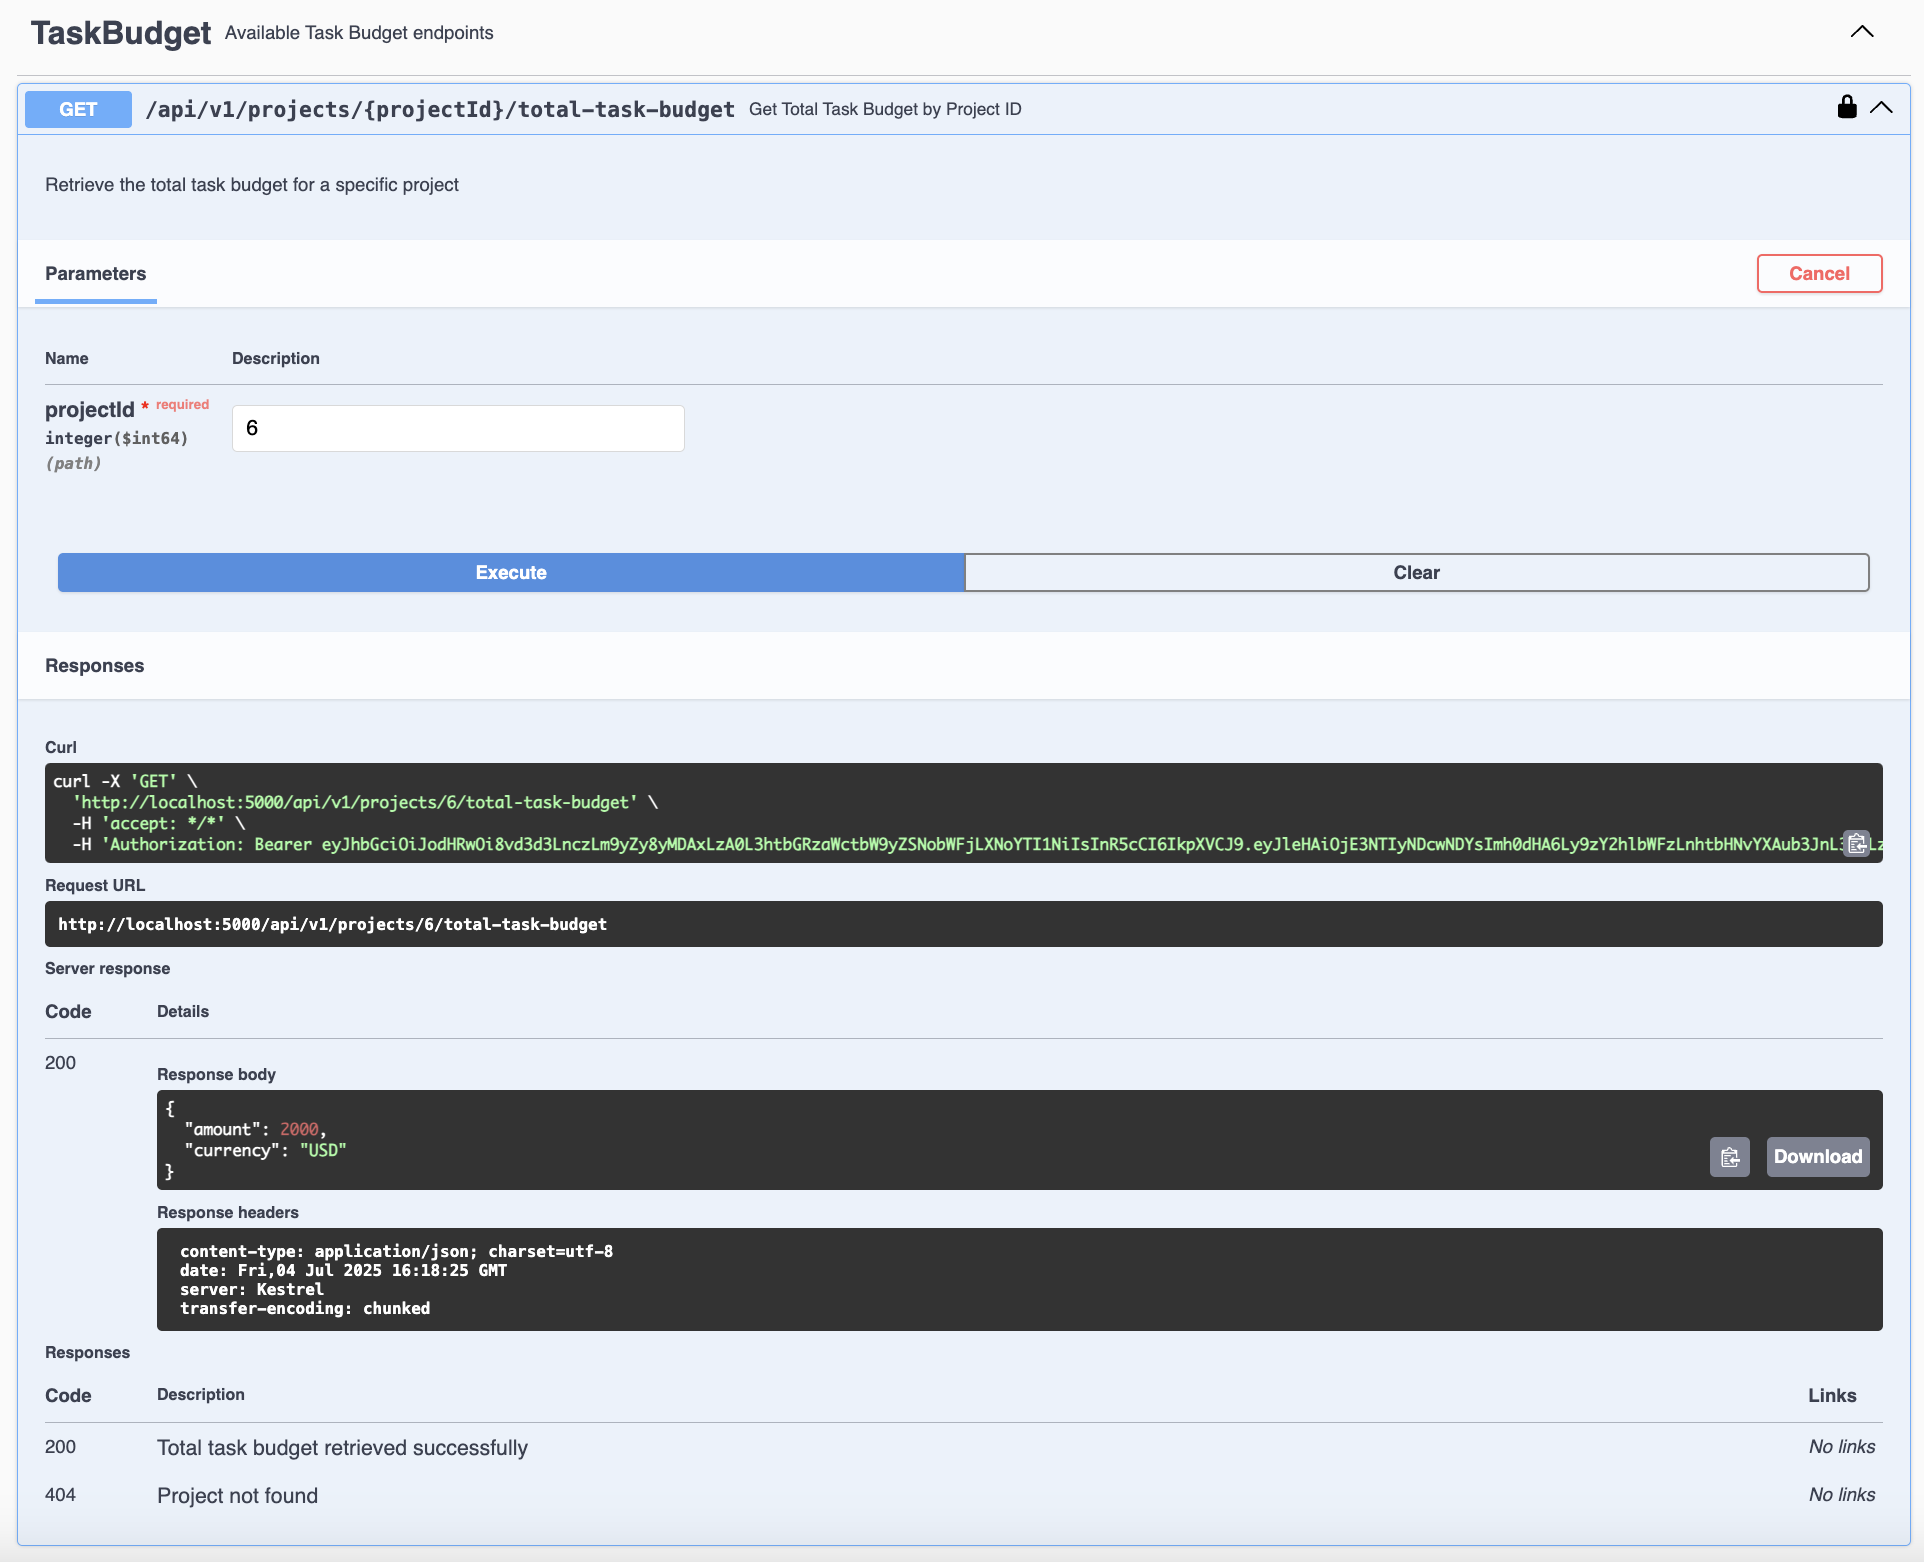 TaskBudget Available Task Budget endpoints
GET /api/v1/projects/{projectId}/total-task-budget Get Total Task Budget by Project ID
Retrieve the total task budget for a specific project
Parameters
Cancel
Name Description
projectId * required
integer($int64)
(path)
6
Execute Clear
Responses
Curl
curl -X 'GET' \
'http://localhost:5000/api/v1/projects/6/total-task-budget' \
-H 'accept: */*' \
-H 'Authorization: Bearer eyJhbGciOiJodHRwOi8vd3d3LnczLm9yZy8yMDAxLzA0L3htbGRzaWctbW9yZSNobWFjLXNoYTI1NiIsInR5cCI6IkpXVCJ9.eyJleHAiOjE3NTIyNDcwNDYsImh0dHA6Ly9zY2hlbWFzLnhtbHNvYXAub3JnL3
Request URL
http://localhost:5000/api/v1/projects/6/total-task-budget
Server response
Code Details
200
Response body
{
"amount": 2000,
"currency": "USD"
}
Download
Response headers
content-type: application/json; charset=utf-8
date: Fri,04 Jul 2025 16:18:25 GMT
server: Kestrel
transfer-encoding: chunked
Responses
Code Description Links
200 Total task budget retrieved successfully No links
404 Project not found No links